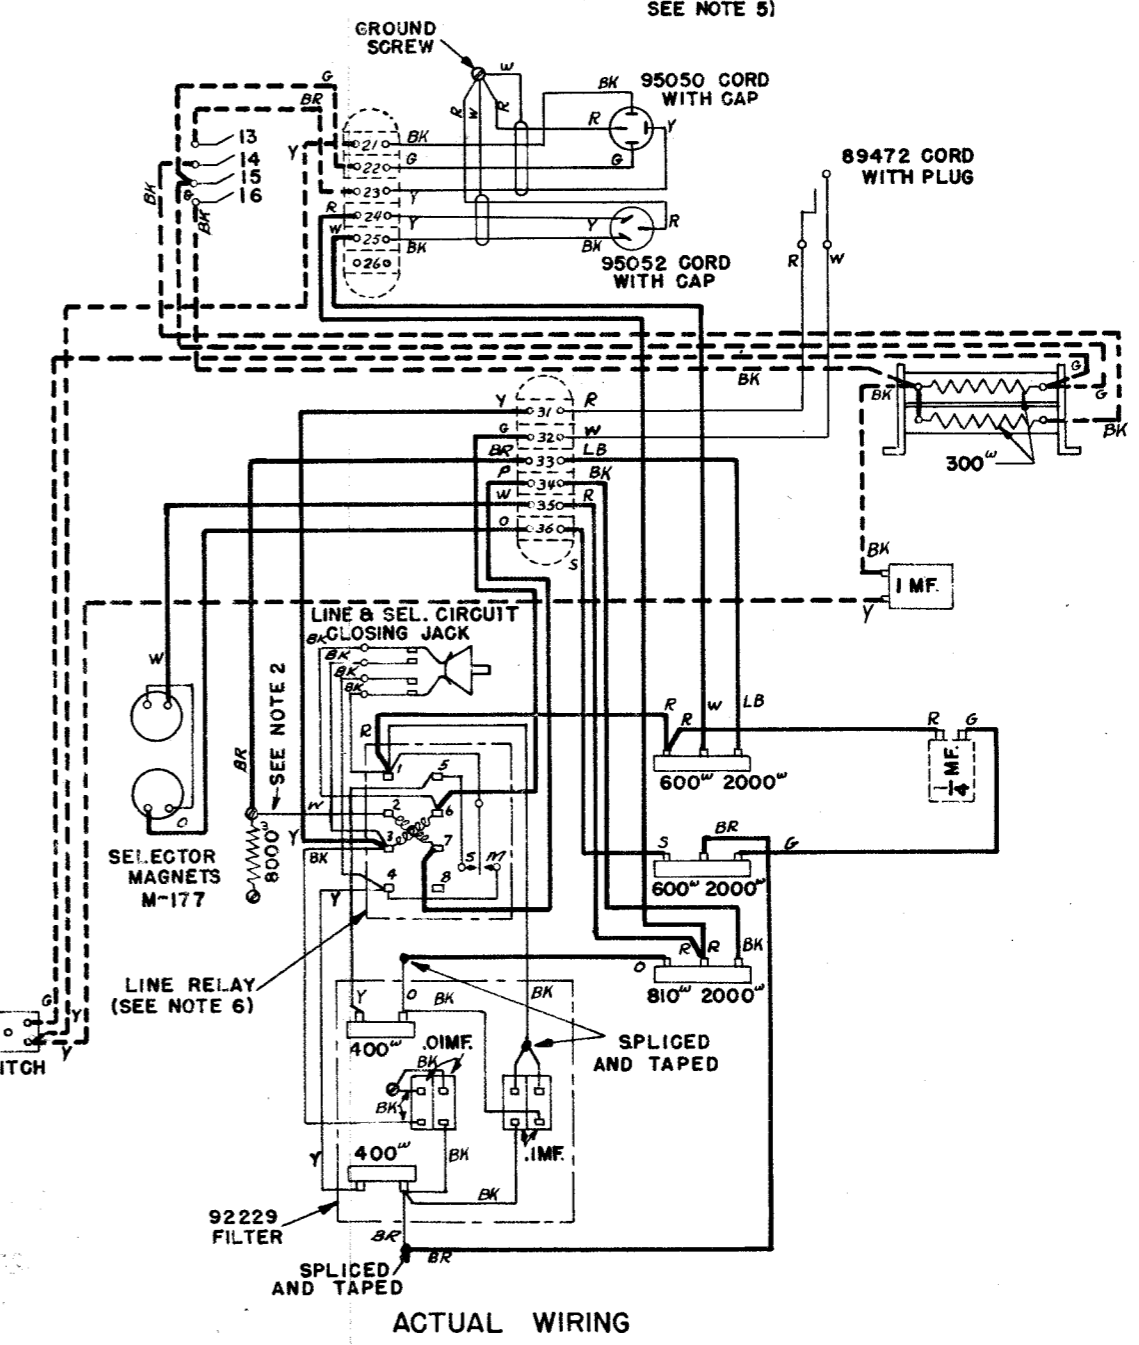 SEE NOTE 5)
GROUND
SCREW
W
G
BR
BK
95050 CORD
WITH CAP
R
W
R
R
Y
13
14
15
16
Y
21
BK
22
G
G
23
Y
89472 CORD
WITH PLUG
BK
BK
R
24
Y
Y
R
W
25
BK
BK
26
95052 CORD
WITH CAP
R
W
BK
G
G
BK
BK
300ω
Y
31
R
G
32
W
BR
33
LB
P
34
BK
W
35
R
O
36
S
BK
1 MF.
Y
LINE & SEL. CIRCUIT
CLOSING JACK
BK
BK
BK
BK
W
SEE NOTE 2
BR
R
R
R
W
LB
R
G
1/4 MF.
1
5
600ω 2000ω
2
6
W
Y
3
7
BK
S
M
4
8
Y
O
8000ω
SELECTOR
MAGNETS
M-177
S
BR
G
600ω 2000ω
R
R
BK
O
810ω 2000ω
LINE RELAY
(SEE NOTE 6)
Y
O
BK
BK
400ω
.01MF.
SPLICED
AND TAPED
G
Y
Y
ITCH
BK
BK
.1MF.
Y
400ω
BK
BK
92229
FILTER
BR
BR
SPLICED
AND TAPED
ACTUAL WIRING